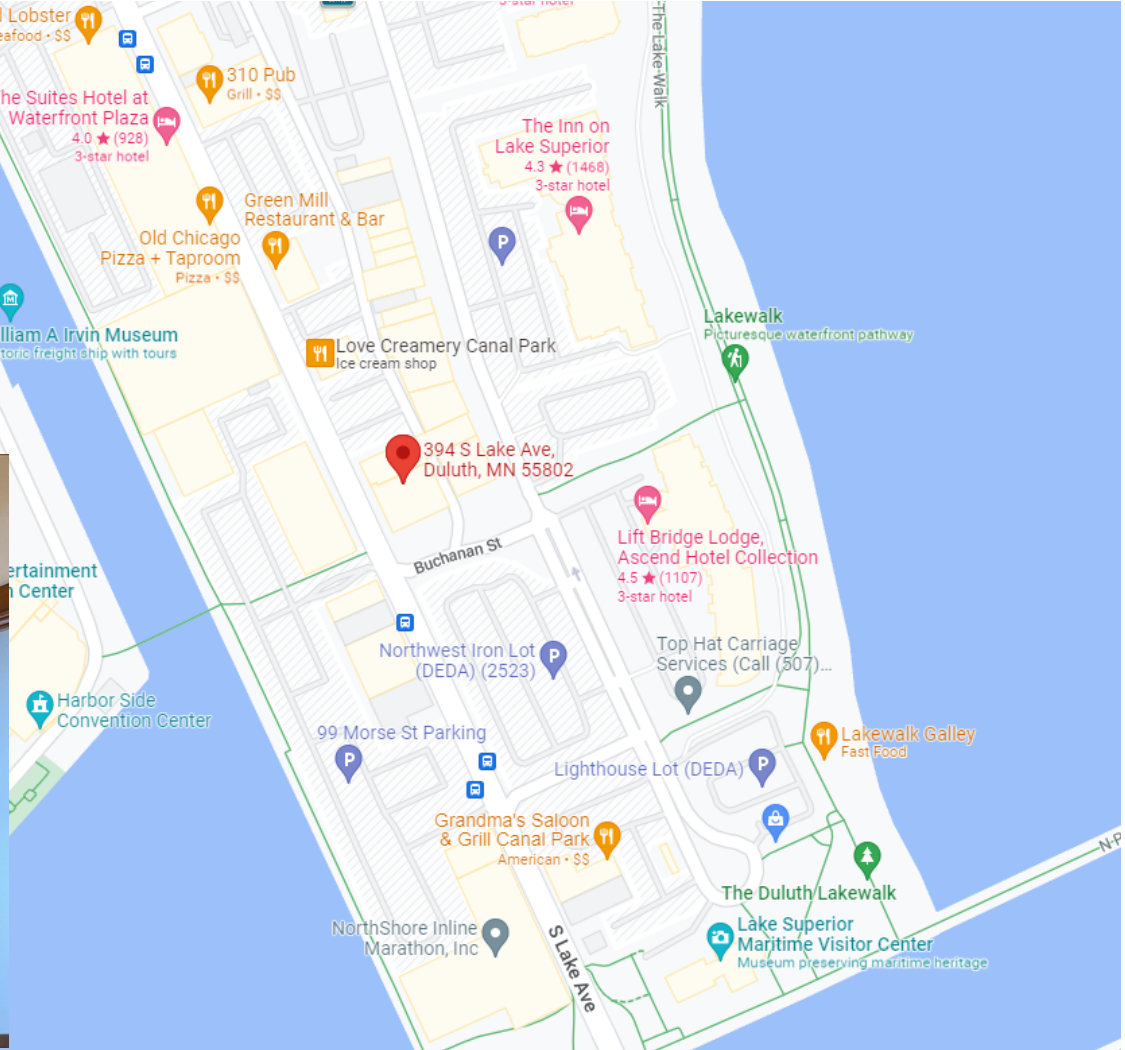 Lobster
eafood · $$
3-star hotel
The-Lake-Walk
310 Pub
Grill · $$
he Suites Hotel at
Waterfront Plaza
4.0 ★ (928)
3-star hotel
The Inn on
Lake Superior
4.3 ★ (1468)
3-star hotel
P
Green Mill
Restaurant & Bar
Old Chicago
Pizza + Taproom
Pizza · $$
lliam A Irvin Museum
toric freight ship with tours
Lakewalk
Picturesque waterfront pathway
Love Creamery Canal Park
Ice cream shop
394 S Lake Ave,
Duluth, MN 55802
Lift Bridge Lodge,
Ascend Hotel Collection
4.5 ★ (1107)
3-star hotel
Buchanan St
ertainment
n Center
Northwest Iron Lot
(DEDA) (2523)
P
Top Hat Carriage
Services (Call (507)...
Harbor Side
Convention Center
99 Morse St Parking
P
Lakewalk Galley
Fast Food
Lighthouse Lot (DEDA)
P
Grandma's Saloon
& Grill Canal Park
American · $$
The Duluth Lakewalk
NorthShore Inline
Marathon, Inc
Lake Superior
Maritime Visitor Center
Museum preserving maritime heritage
S Lake Ave
N-P